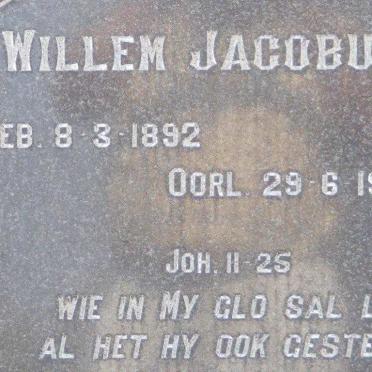 WILLEM JACOBU
EB. 8-3-1892
OORL. 29-6-19
JOH. 11-25
WIE IN MY GLO SAL L
AL HET HY OOK GESTE